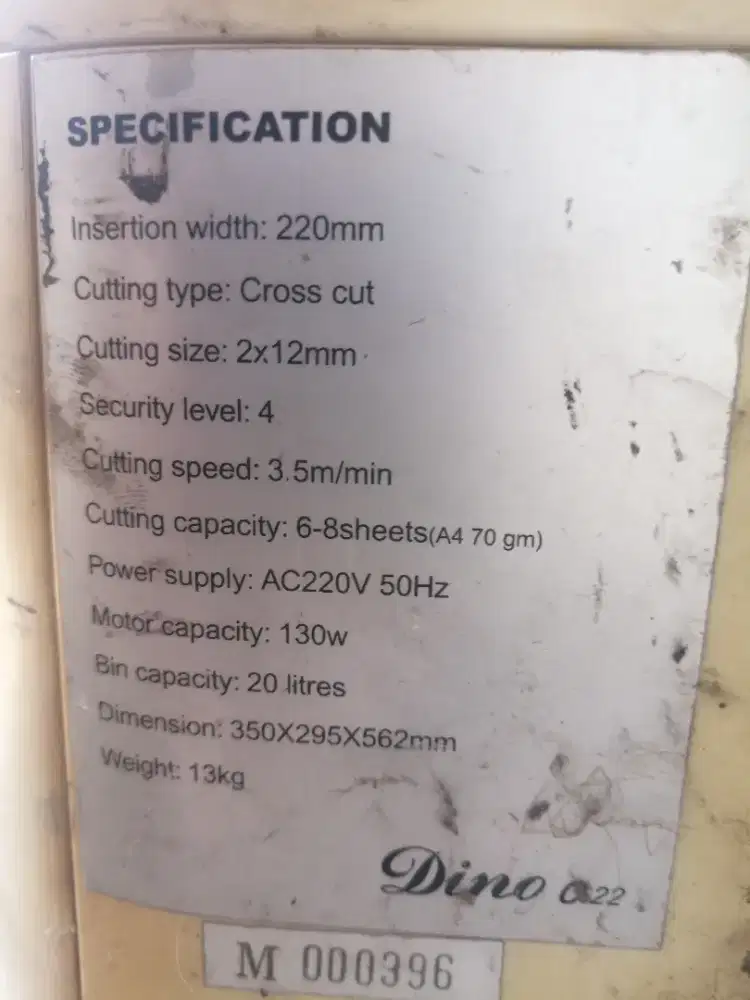 SPECIFICATION
Insertion width: 220mm
Cutting type: Cross cut
Cutting size: 2x12mm
Security level: 4
Cutting speed: 3.5m/min
Cutting capacity: 6-8sheets(A4 70 gm)
Power supply: AC220V 50Hz
Motor capacity: 130w
Bin capacity: 20 litres
Dimension: 350X295X562mm
Weight: 13kg
Dino
M 000396